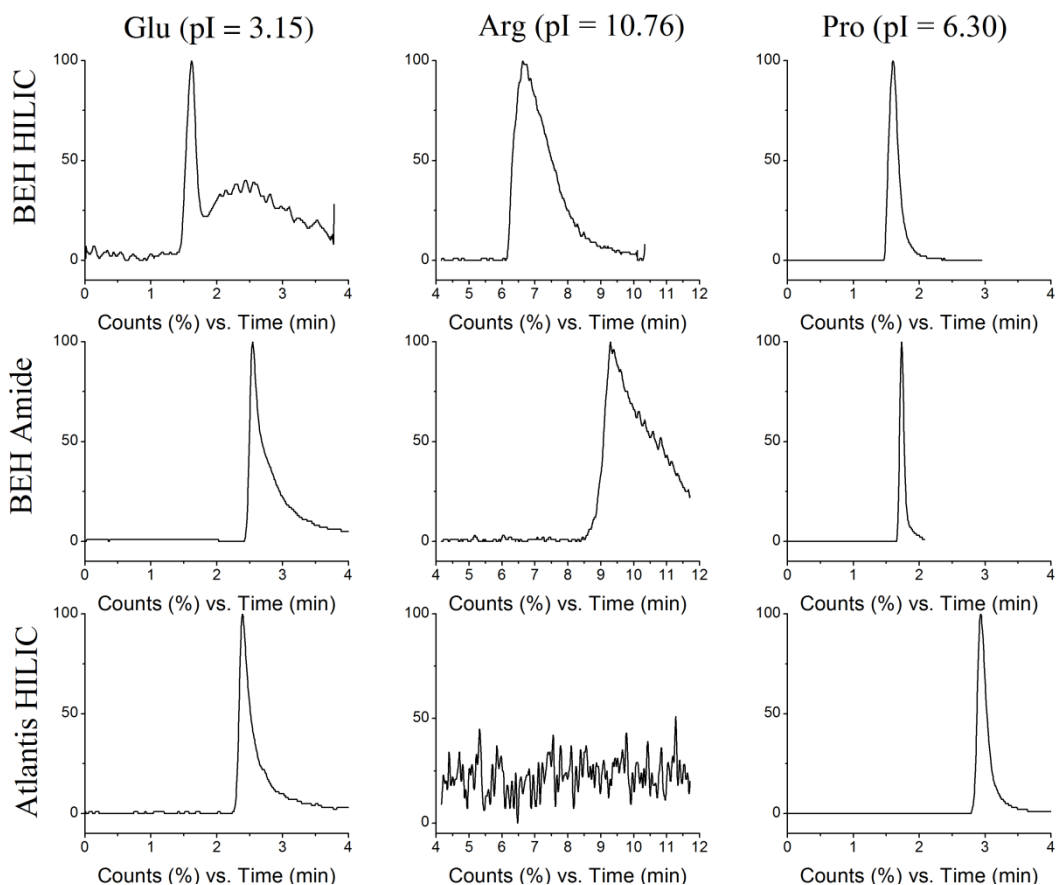 Glu (pI = 3.15) Arg (pI = 10.76) Pro (pI = 6.30)
BEH HILIC
100 100 100
50 50 50
0 0 0
0 1 2 3 4 4 5 6 7 8 9 10 11 12 0 1 2 3 4
Counts (%) vs. Time (min) Counts (%) vs. Time (min) Counts (%) vs. Time (min)
BEH Amide
100 100 100
50 50 50
0 0 0
0 1 2 3 4 4 5 6 7 8 9 10 11 12 0 1 2 3 4
Counts (%) vs. Time (min) Counts (%) vs. Time (min) Counts (%) vs. Time (min)
Atlantis HILIC
100 100 100
50 50 50
0 0 0
0 1 2 3 4 4 5 6 7 8 9 10 11 12 0 1 2 3 4
Counts (%) vs. Time (min) Counts (%) vs. Time (min) Counts (%) vs. Time (min)